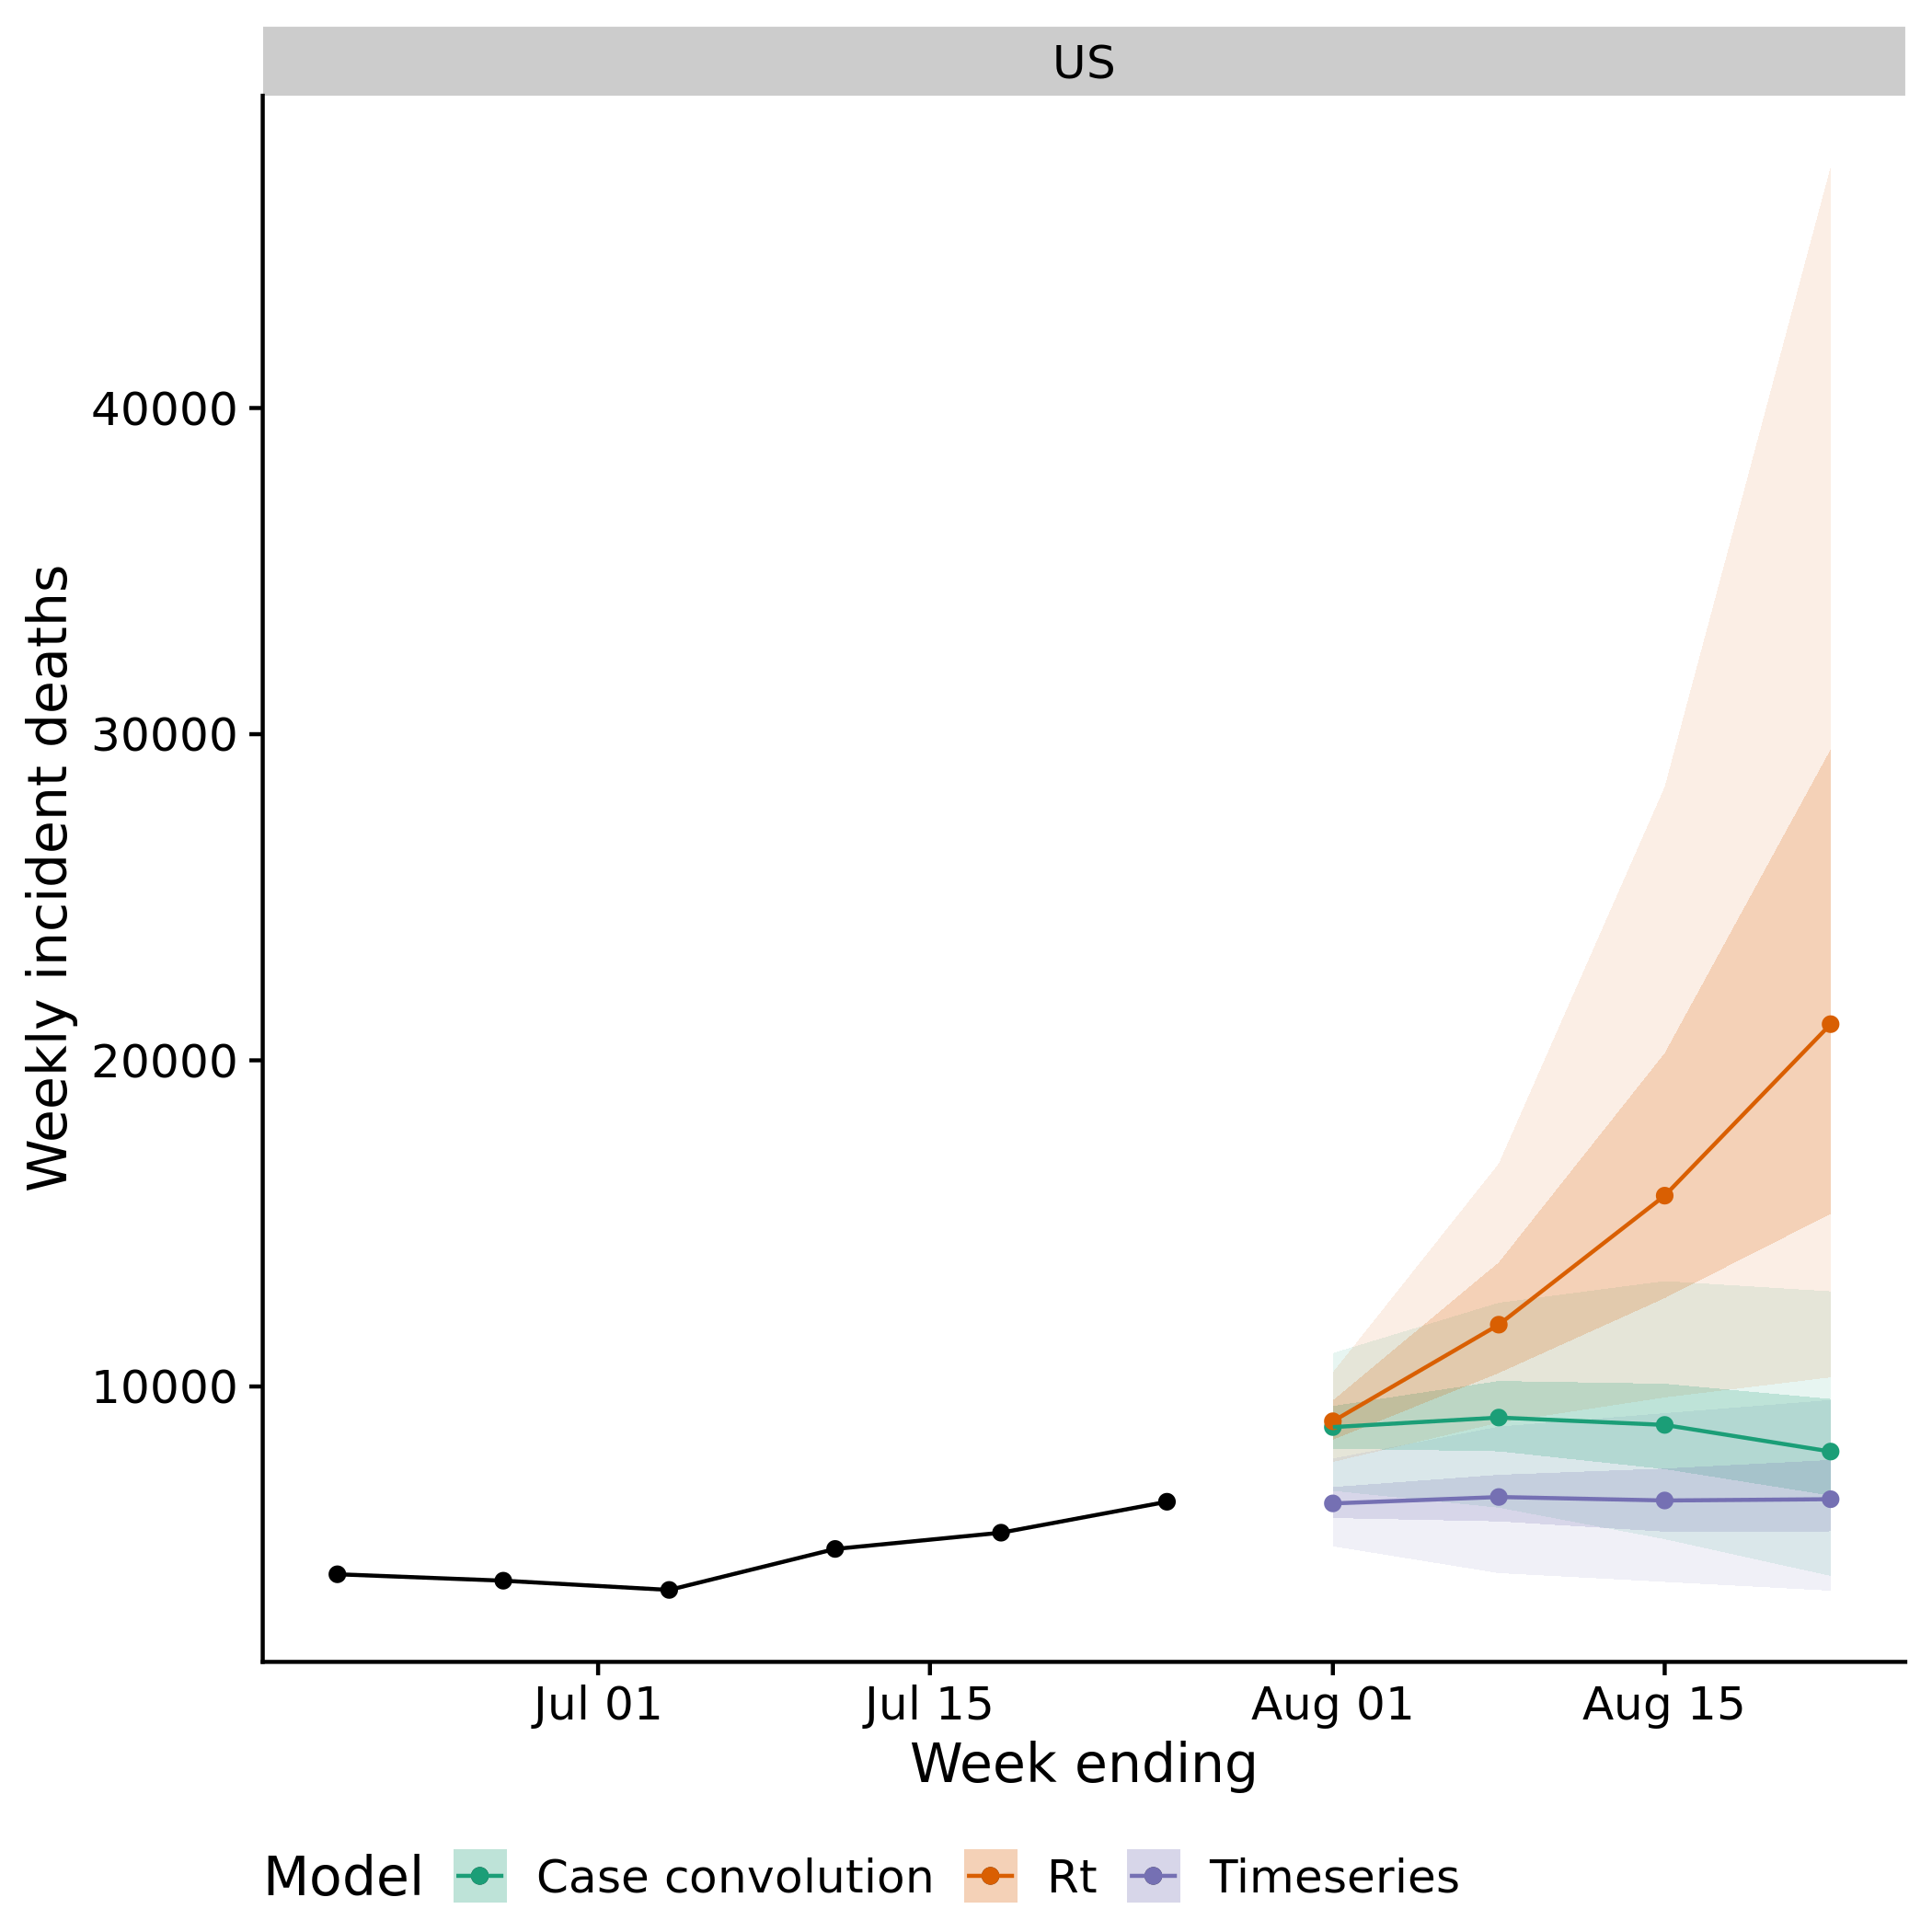 US
Weekly incident deaths
40000
30000
20000
10000
Jul 01 Jul 15 Aug 01 Aug 15
Week ending
Model Case convolution Rt Timeseries